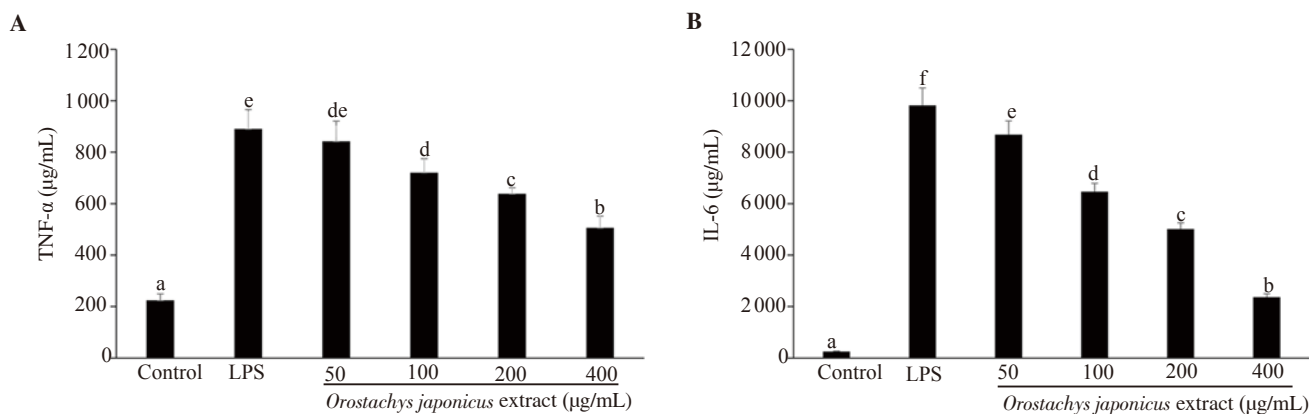 A
1 200
1 000
800
600
400
200
0
TNF-α (µg/mL)
a
e
de
d
c
b
Control LPS 50 100 200 400
Orostachys japonicus extract (µg/mL)
B
12 000
10 000
8 000
6 000
4 000
2 000
0
IL-6 (µg/mL)
a
f
e
d
c
b
Control LPS 50 100 200 400
Orostachys japonicus extract (µg/mL)